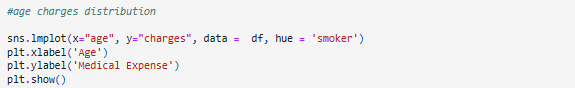 #age charges distribution
sns.lmplot(x="age", y="charges", data =  df, hue = 'smoker')
plt.xlabel('Age')
plt.ylabel('Medical Expense')
plt.show()